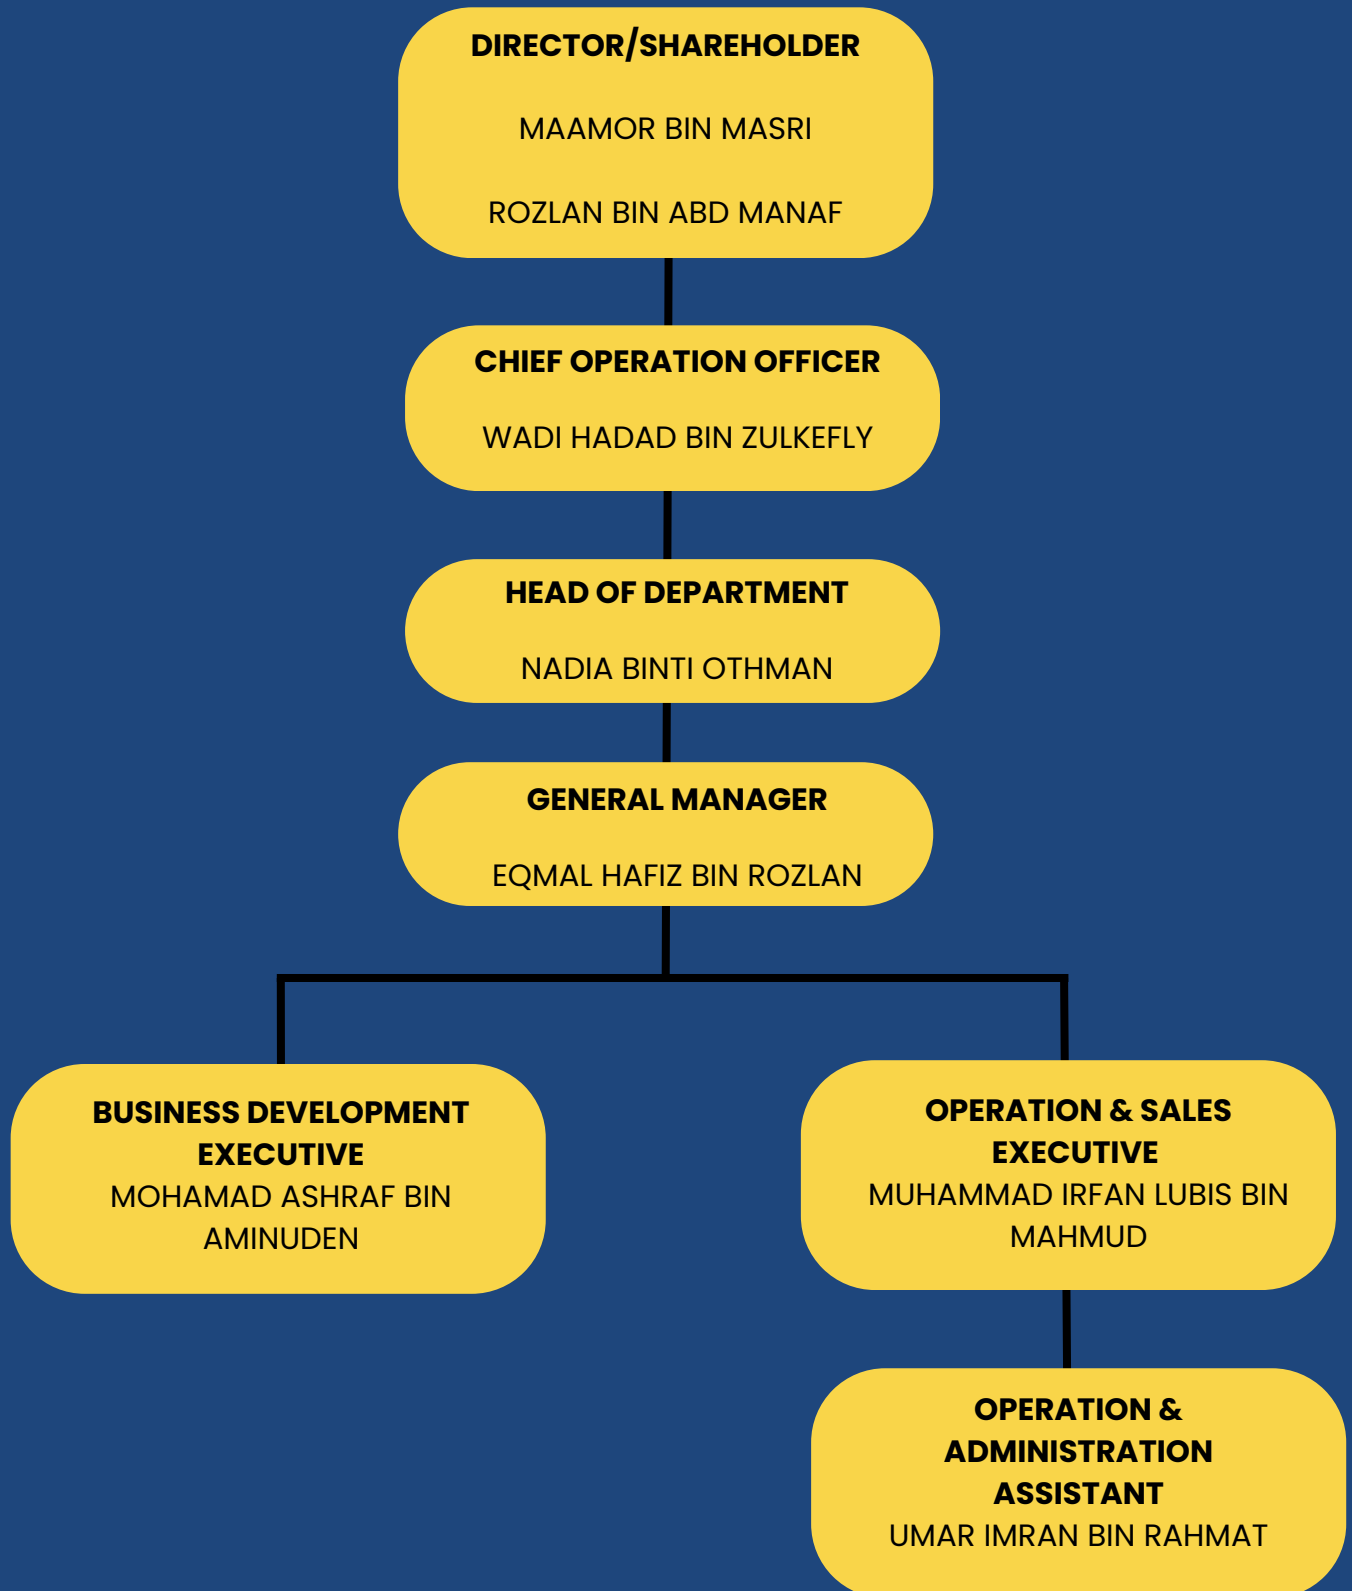 DIRECTOR/SHAREHOLDER
MAAMOR BIN MASRI
ROZLAN BIN ABD MANAF
CHIEF OPERATION OFFICER
WADI HADAD BIN ZULKEFLY
HEAD OF DEPARTMENT
NADIA BINTI OTHMAN
GENERAL MANAGER
EQMAL HAFIZ BIN ROZLAN
BUSINESS DEVELOPMENT
EXECUTIVE
MOHAMAD ASHRAF BIN
AMINUDEN
OPERATION & SALES
EXECUTIVE
MUHAMMAD IRFAN LUBIS BIN
MAHMUD
OPERATION &
ADMINISTRATION
ASSISTANT
UMAR IMRAN BIN RAHMAT